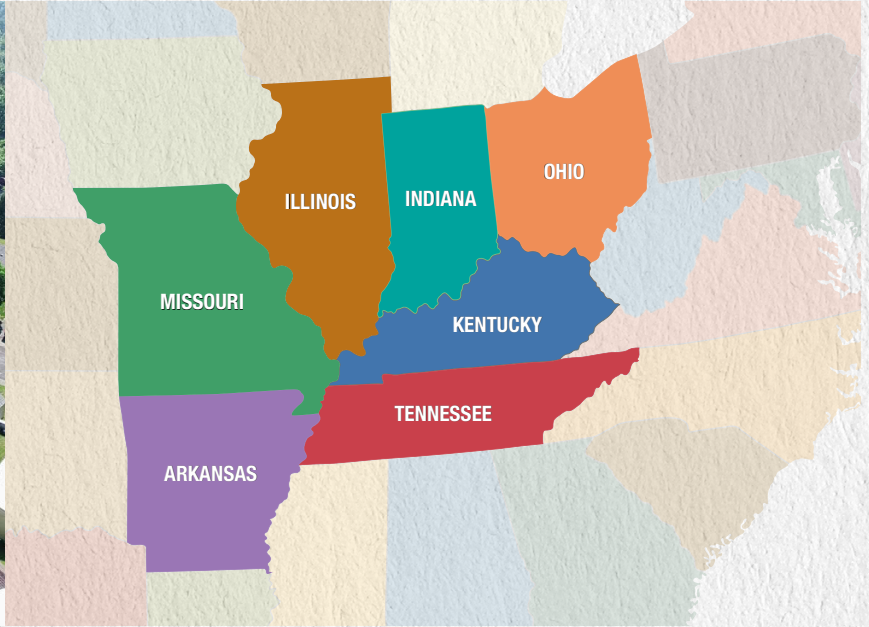 OHIO
ILLINOIS
INDIANA
MISSOURI
KENTUCKY
TENNESSEE
ARKANSAS